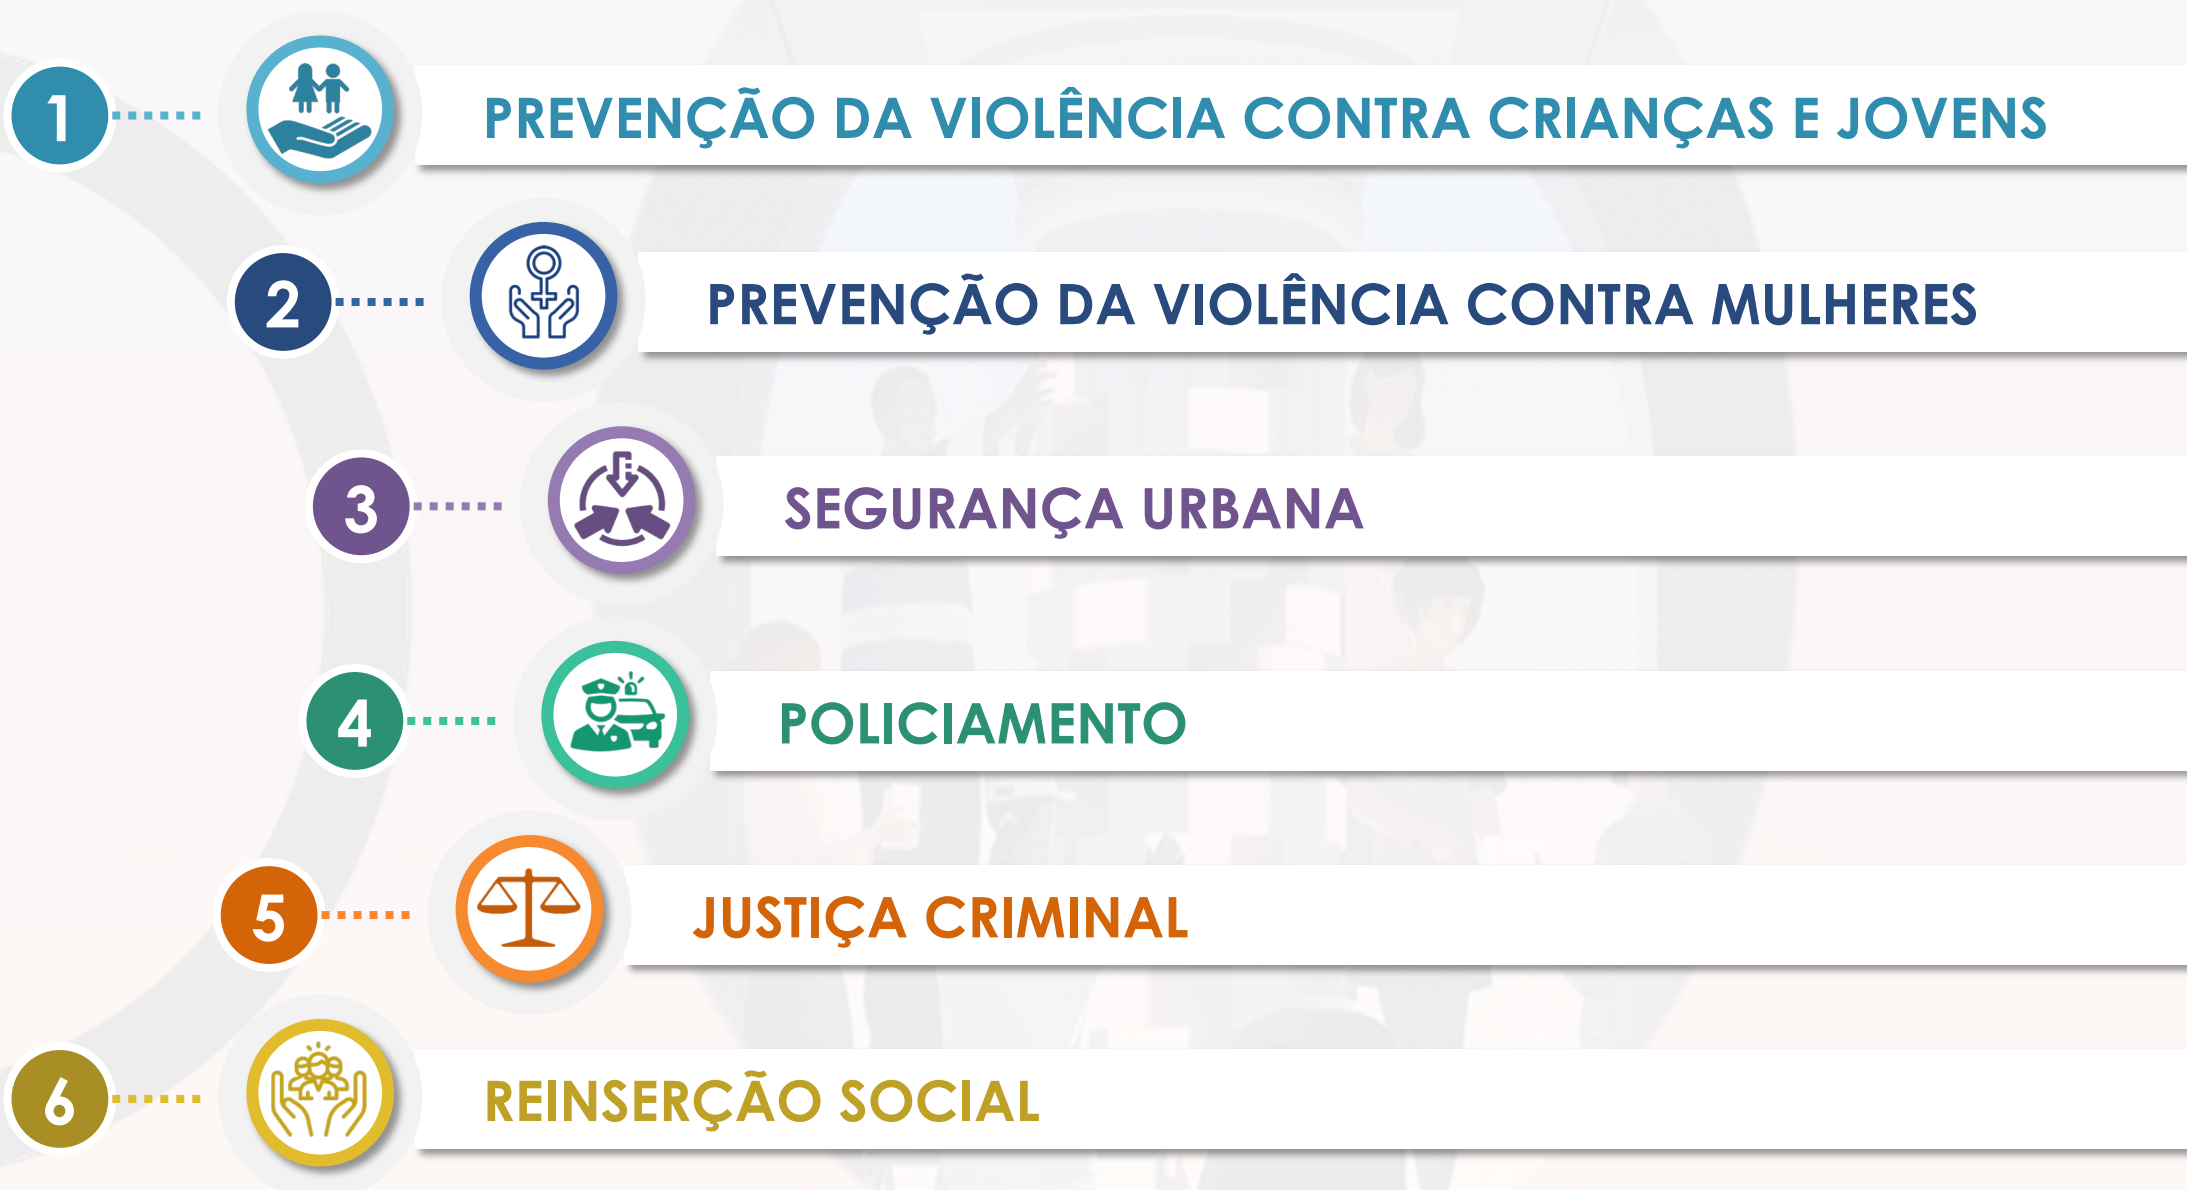 1 PREVENÇÃO DA VIOLÊNCIA CONTRA CRIANÇAS E JOVENS
2 PREVENÇÃO DA VIOLÊNCIA CONTRA MULHERES
3 SEGURANÇA URBANA
4 POLICIAMENTO
5 JUSTIÇA CRIMINAL
6 REINSERÇÃO SOCIAL